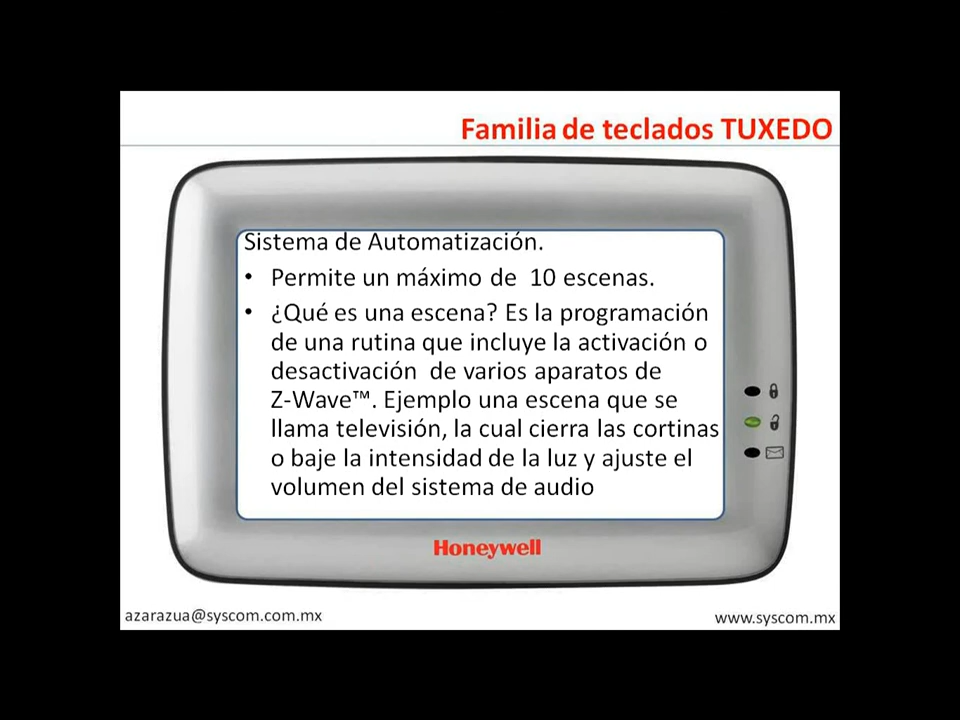 Familia de teclados TUXEDO
Sistema de Automatización.
• Permite un máximo de 10 escenas.
• ¿Qué es una escena? Es la programación
de una rutina que incluye la activación o
desactivación de varios aparatos de
Z-Wave™. Ejemplo una escena que se
llama televisión, la cual cierra las cortinas
o baje la intensidad de la luz y ajuste el
volumen del sistema de audio
Honeywell
azarazua@syscom.com.mx
www.syscom.mx